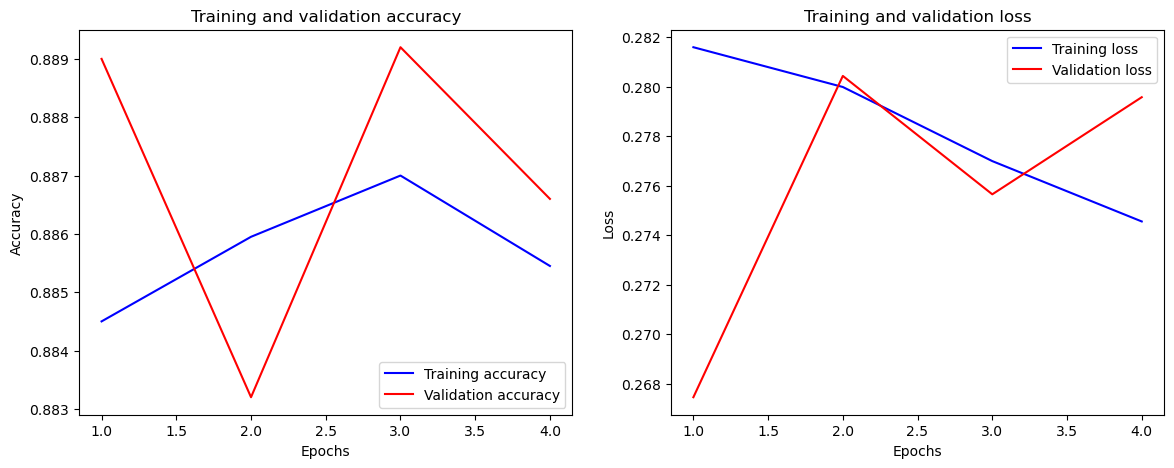 Training and validation accuracy
0.889
0.888
0.887
0.886
0.885
0.884
0.883
Accuracy
1.0 1.5 2.0 2.5 3.0 3.5 4.0
Epochs
Training accuracy
Validation accuracy
Training and validation loss
0.282
0.280
0.278
0.276
0.274
0.272
0.270
0.268
Loss
1.0 1.5 2.0 2.5 3.0 3.5 4.0
Epochs
Training loss
Validation loss